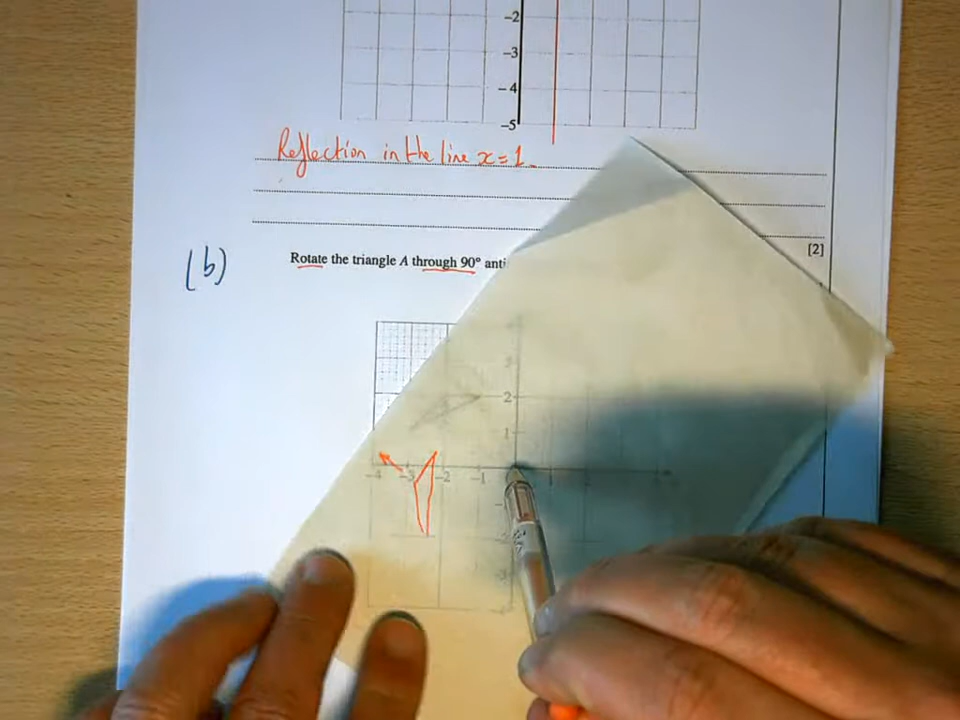 -2
-3
-4
-5
Reflection in the line x=1.
[2]
(b)
Rotate the triangle A through 90° anti
2
1
-4 -3 -2 -1